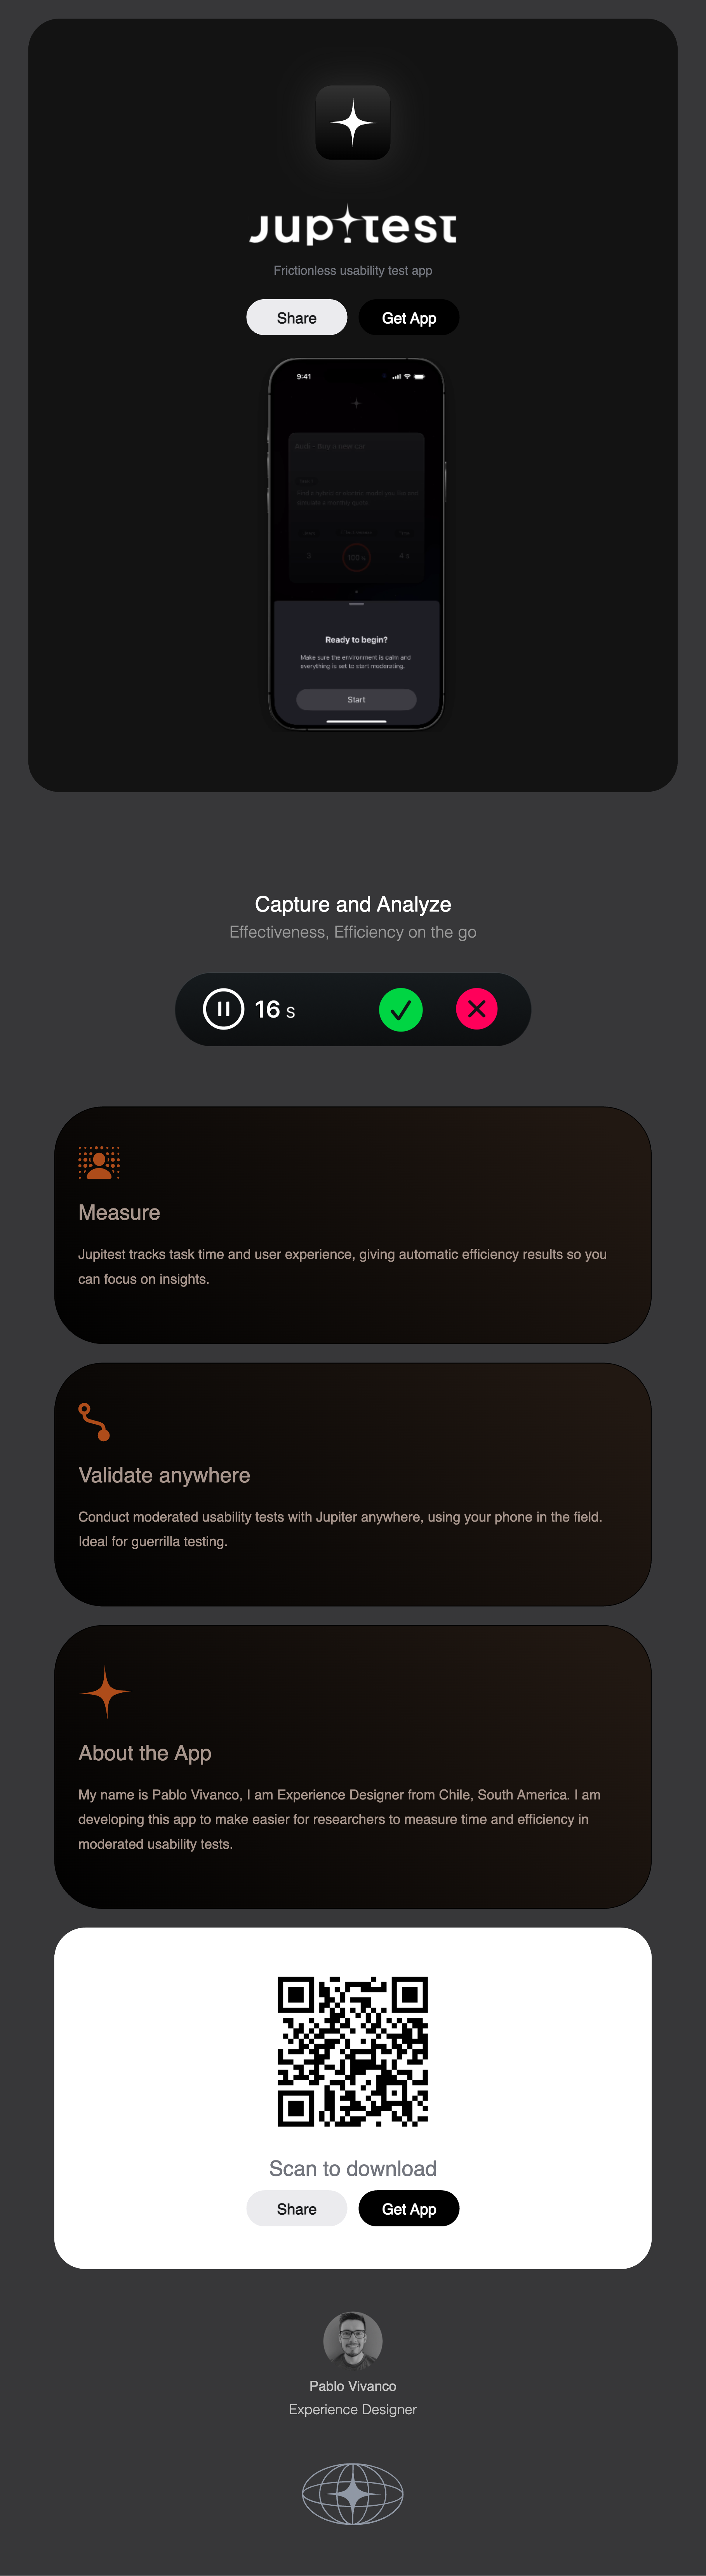 Jupitest
Frictionless usability test app
Share
Get App
9:41
100%
Ready to begin?
Make sure the environment is calm and
everything is set to start moderating.
Start
Capture and Analyze
Effectiveness, Efficiency on the go
16 s
Measure
Jupitest tracks task time and user experience, giving automatic efficiency results so you
can focus on insights.
Validate anywhere
Conduct moderated usability tests with Jupiter anywhere, using your phone in the field.
Ideal for guerrilla testing.
About the App
My name is Pablo Vivanco, I am Experience Designer from Chile, South America. I am
developing this app to make easier for researchers to measure time and efficiency in
moderated usability tests.
Scan to download
Share
Get App
Pablo Vivanco
Experience Designer